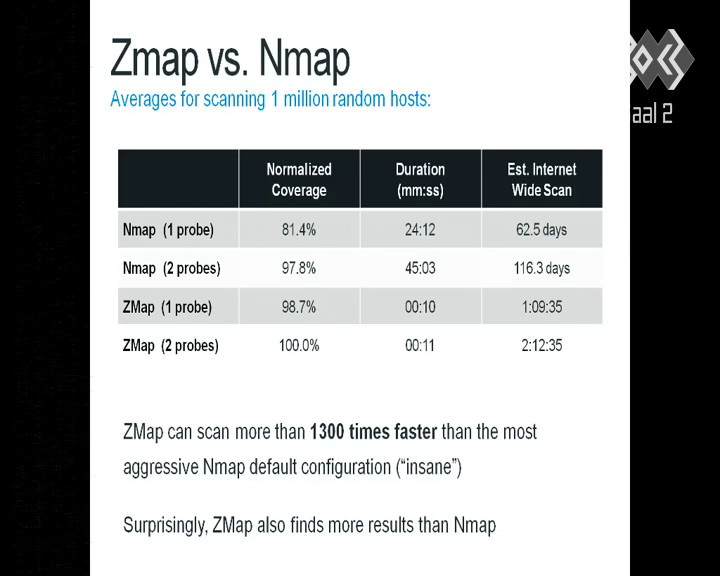 Zmap vs. Nmap
Averages for scanning 1 million random hosts:
aal 2
Normalized Coverage Duration (mm:ss) Est. Internet Wide Scan
Nmap (1 probe) 81.4% 24:12 62.5 days
Nmap (2 probes) 97.8% 45:03 116.3 days
ZMap (1 probe) 98.7% 00:10 1:09:35
ZMap (2 probes) 100.0% 00:11 2:12:35
ZMap can scan more than 1300 times faster than the most
aggressive Nmap default configuration (“insane”)
Surprisingly, ZMap also finds more results than Nmap